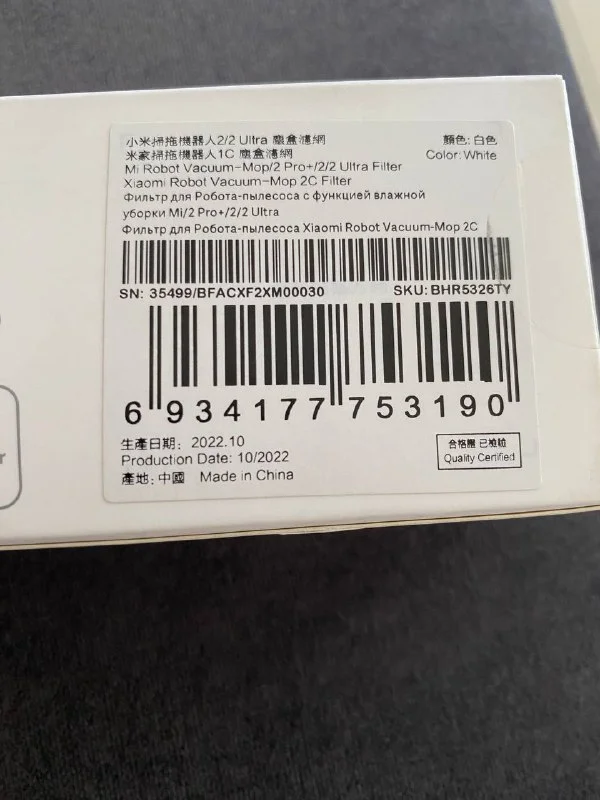 小米掃拖機器人2/2 Ultra 塵盒濾網
顏色: 白色
米家掃拖機器人1C 塵盒濾網
Color: White
Mi Robot Vacuum-Mop/2 Pro+/2/2 Ultra Filter
Xiaomi Robot Vacuum-Mop 2C Filter
Фильтр для Робота-пылесоса с функцией влажной
уборки Mi/2 Pro+/2/2 Ultra
Фильтр для Робота-пылесоса Xiaomi Robot Vacuum-Mop 2C
SN: 35499/BFACXF2XM00030
SKU: BHR5326TY
6 934177 753190
生產日期: 2022.10
Production Date: 10/2022
產地: 中國 Made in China
合格證 已檢驗
Quality Certified
r